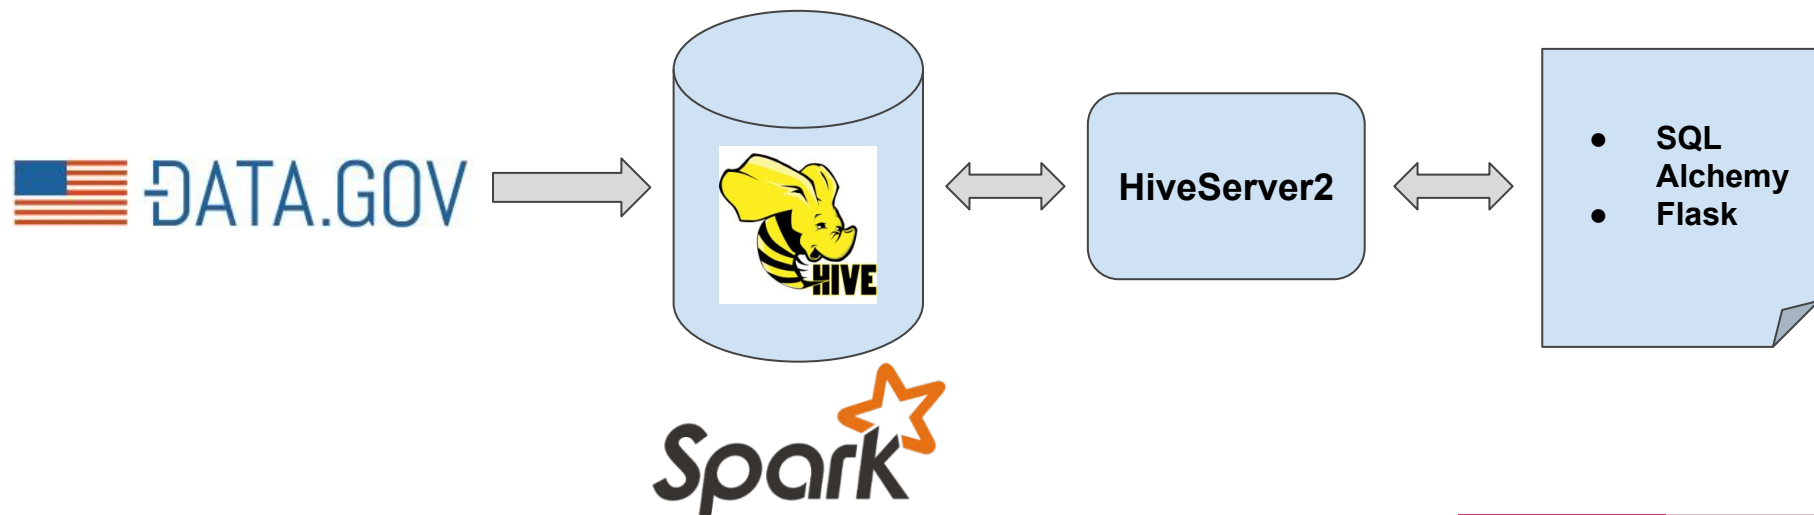 DATA.GOV
HIVE
HiveServer2
● SQL
Alchemy
● Flask
Spark